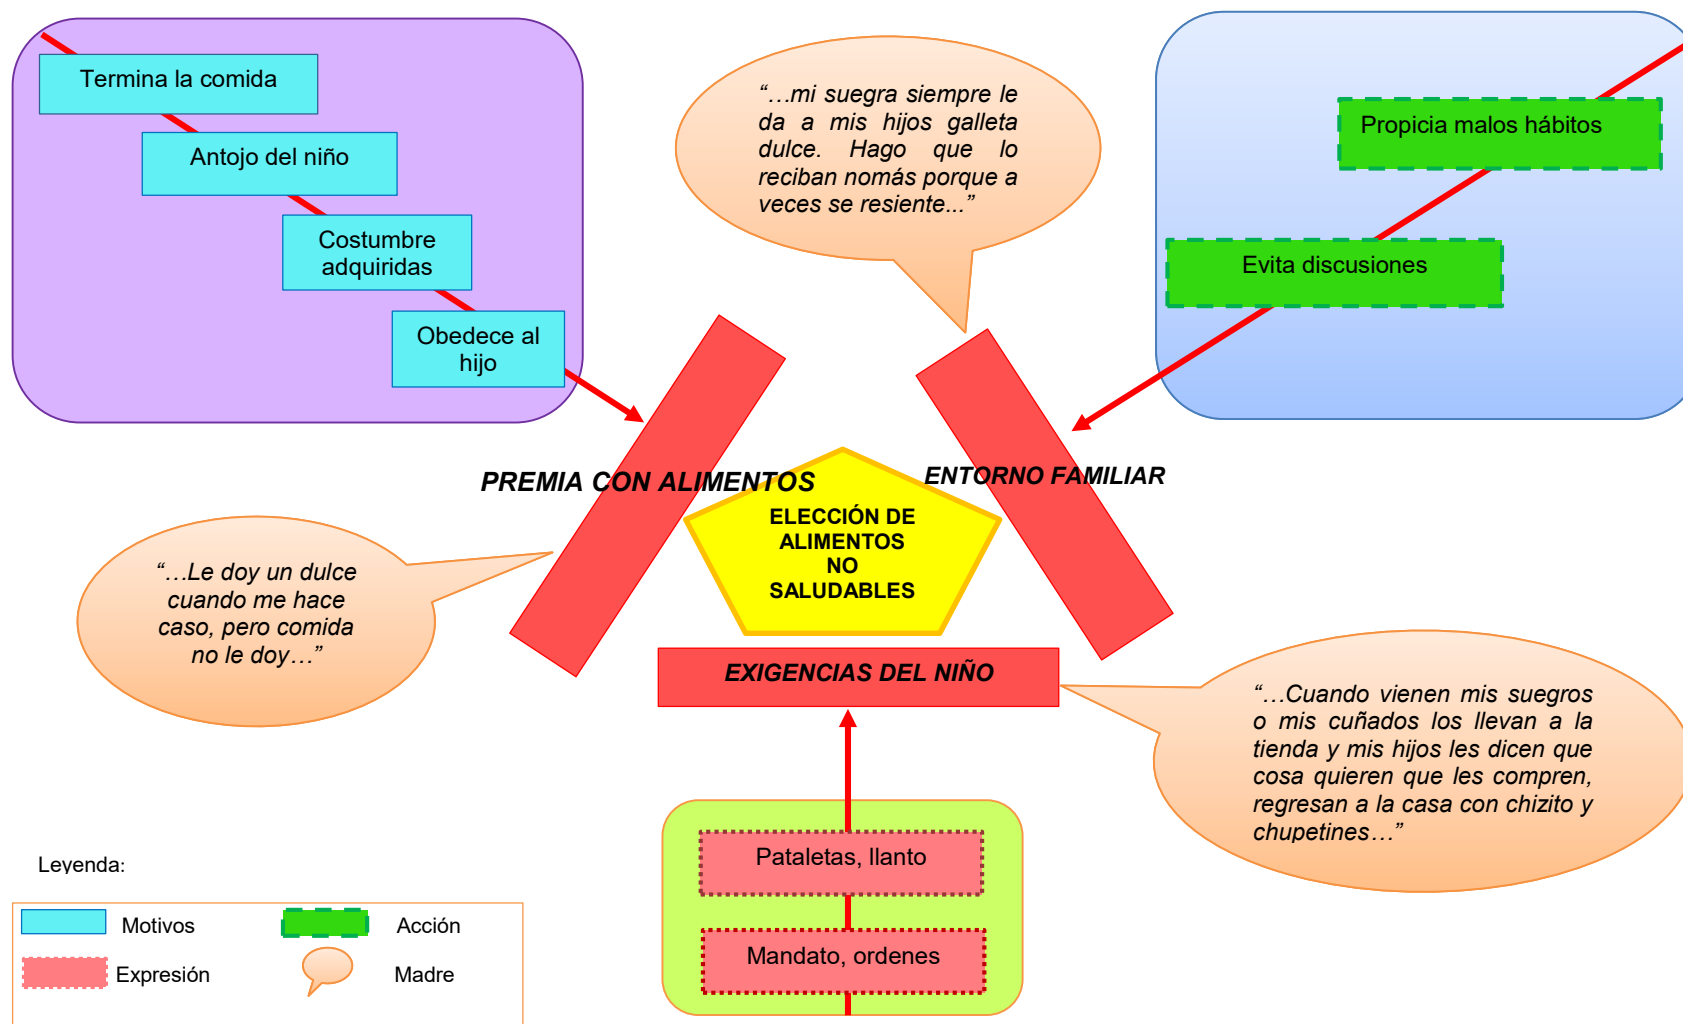 Termina la comida
Antojo del niño
Costumbre
adquiridas
Obedece al
hijo
“…mi suegra siempre le
da a mis hijos galleta
dulce. Hago que lo
reciban nomás porque a
veces se resiente...”
Propicia malos hábitos
Evita discusiones
PREMIA CON ALIMENTOS
ENTORNO FAMILIAR
ELECCIÓN DE
ALIMENTOS
NO
SALUDABLES
“…Le doy un dulce
cuando me hace
caso, pero comida
no le doy…”
EXIGENCIAS DEL NIÑO
“…Cuando vienen mis suegros
o mis cuñados los llevan a la
tienda y mis hijos les dicen que
cosa quieren que les compren,
regresan a la casa con chizito y
chupetines…”
Pataletas, llanto
Mandato, ordenes
Leyenda:
Motivos
Acción
Expresión
Madre